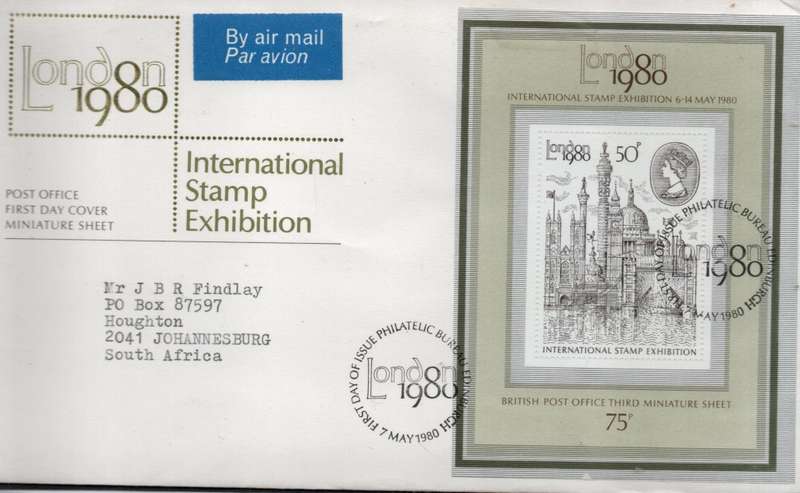 London
1980
By air mail
Par avion
International
Stamp
Exhibition
POST OFFICE
FIRST DAY COVER
MINIATURE SHEET
Mr J B R Findlay
PO Box 87597
Houghton
2041 JOHANNESBURG
South Africa
FIRST DAY OF ISSUE PHILATELIC BUREAU EDINBURGH
London
1980
7 MAY 1980
London
1980
INTERNATIONAL STAMP EXHIBITION 6-14 MAY 1980
London
1980
50P
INTERNATIONAL STAMP EXHIBITION
FIRST DAY OF ISSUE PHILATELIC BUREAU EDINBURGH
London
1980
7 MAY 1980
BRITISH POST OFFICE THIRD MINIATURE SHEET
75P